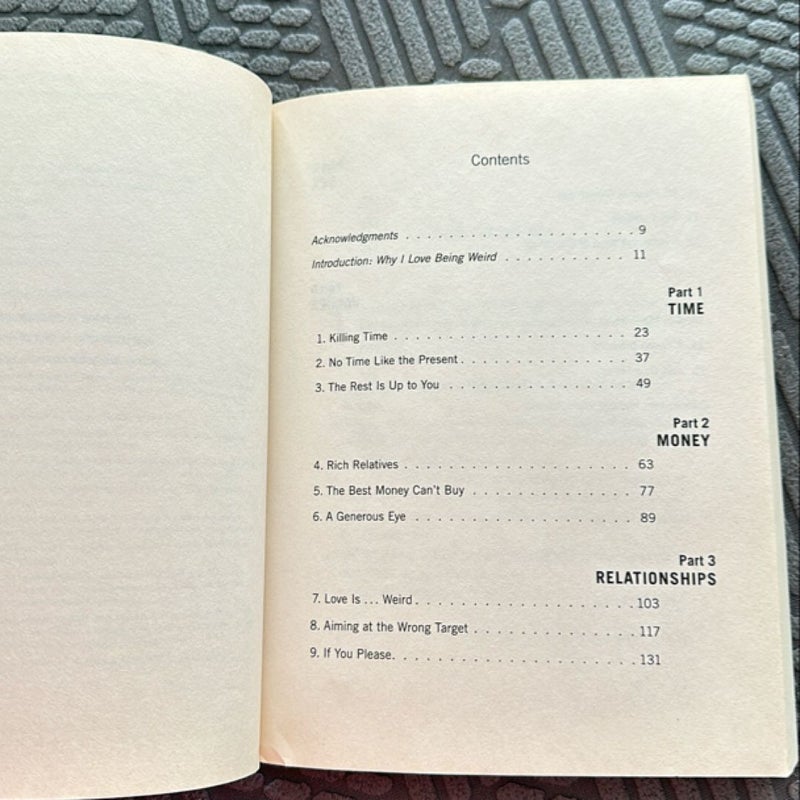 Contents
Acknowledgments . . . . . . . . . . . . . . . . . . . . . . 9
Introduction: Why I Love Being Weird . . . . . . . . . . . 11
Part 1
TIME
1. Killing Time . . . . . . . . . . . . . . . . . . . . . . . 23
2. No Time Like the Present . . . . . . . . . . . . . . . . 37
3. The Rest Is Up to You . . . . . . . . . . . . . . . . . 49
Part 2
MONEY
4. Rich Relatives . . . . . . . . . . . . . . . . . . . . . 63
5. The Best Money Can't Buy . . . . . . . . . . . . . . . 77
6. A Generous Eye . . . . . . . . . . . . . . . . . . . . 89
Part 3
RELATIONSHIPS
7. Love Is ... Weird . . . . . . . . . . . . . . . . . . . . 103
8. Aiming at the Wrong Target . . . . . . . . . . . . . . . 117
9. If You Please. . . . . . . . . . . . . . . . . . . . . . 131